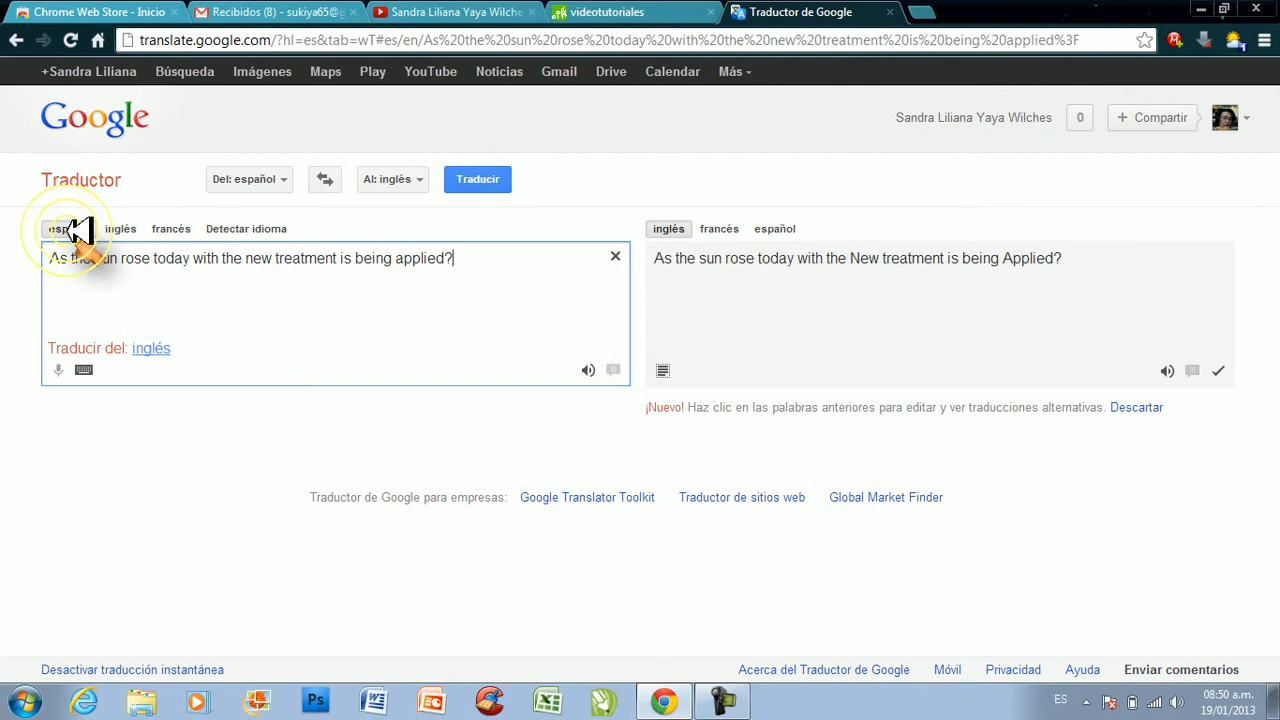 Chrome Web Store - Inicio
Recibidos (8) - sukiya65@g
Sandra Liliana Yaya Wilche
videotutoriales
Traductor de Google
translate.google.com/?hl=es&tab=wT#es/en/As%20the%20sun%20rose%20today%20with%20the%20new%20treatment%20is%20being%20applied%3F
+Sandra Liliana Búsqueda Imágenes Maps Play YouTube Noticias Gmail Drive Calendar Más
Google
Sandra Liliana Yaya Wilches 0 + Compartir
Traductor Del: español Al: inglés Traducir
inglés francés Detectar idioma
inglés francés español
As the sun rose today with the new treatment is being applied?
As the sun rose today with the New treatment is being Applied?
Traducir del: inglés
¡Nuevo! Haz clic en las palabras anteriores para editar y ver traducciones alternativas. Descartar
Traductor de Google para empresas: Google Translator Toolkit Traductor de sitios web Global Market Finder
Desactivar traducción instantánea
Acerca del Traductor de Google Móvil Privacidad Ayuda Enviar comentarios
Ps
ES
08:50 a.m.
19/01/2013